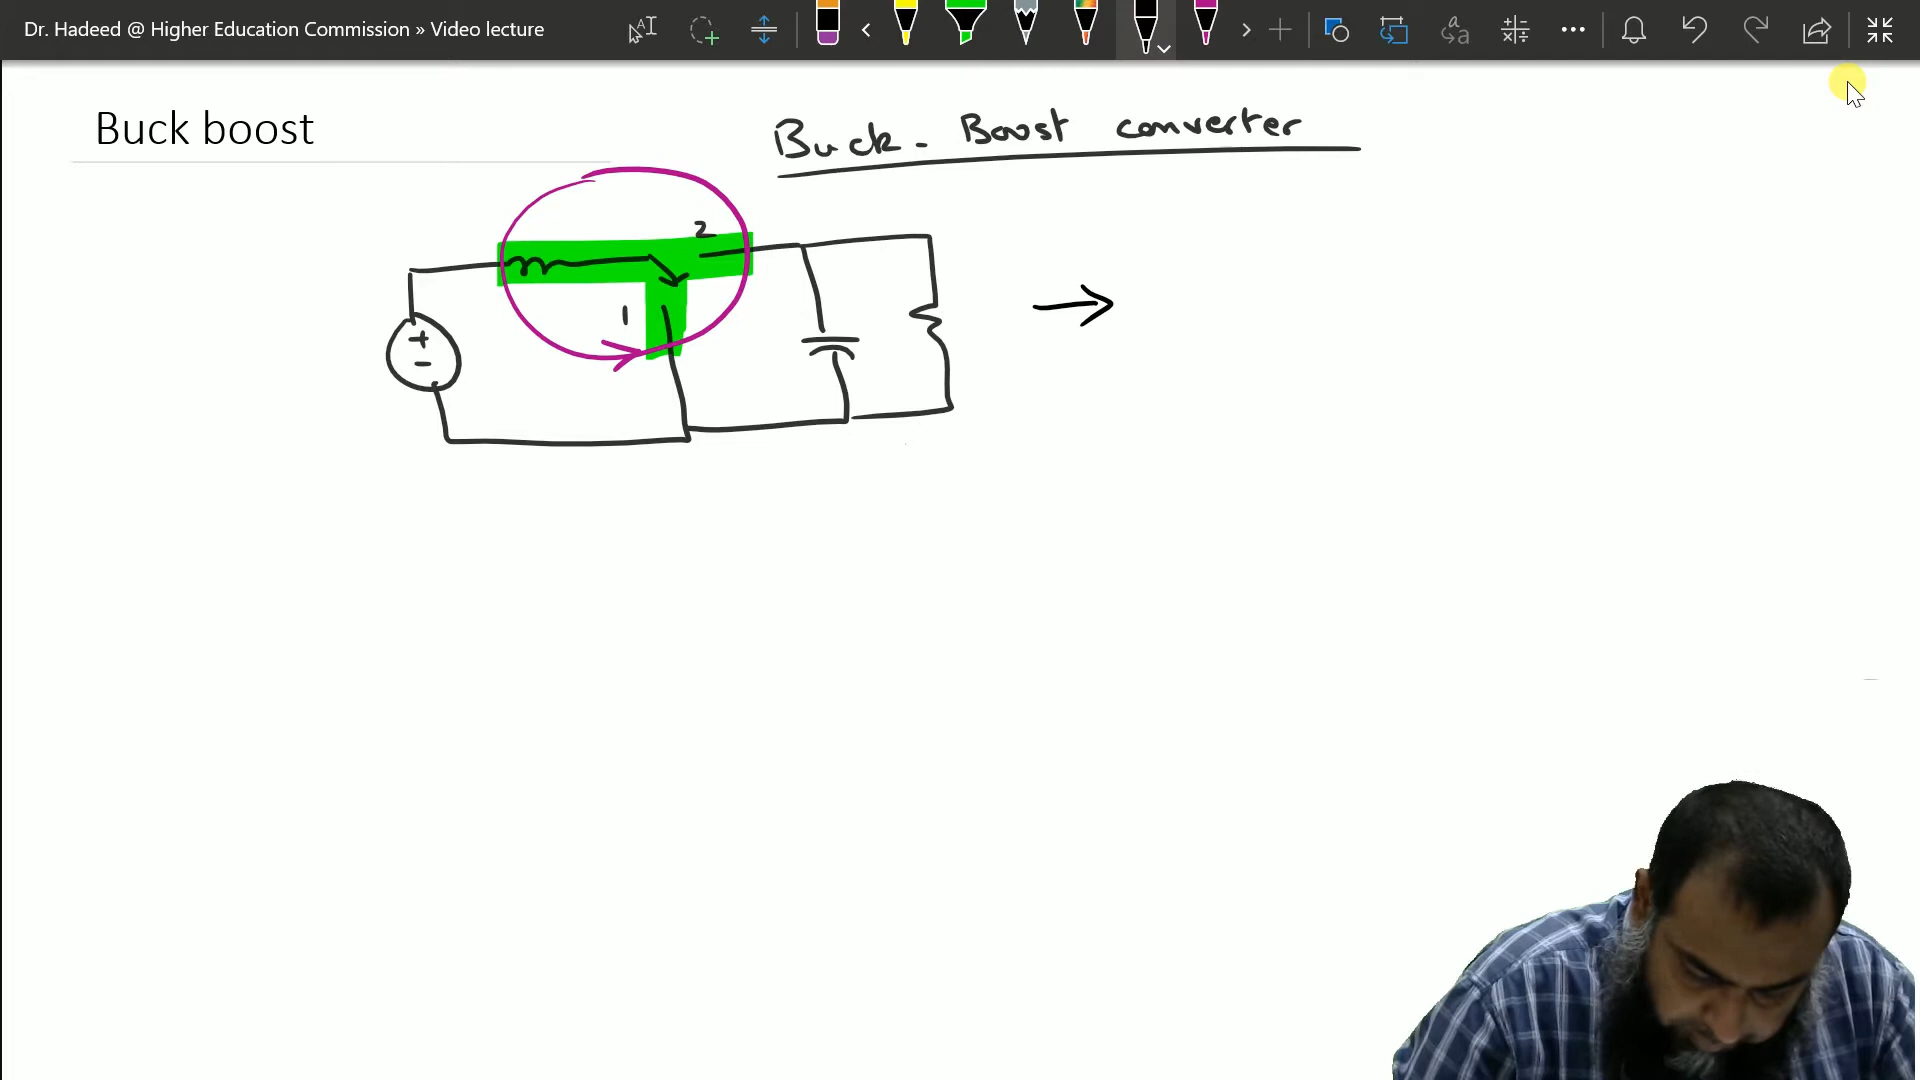 Dr. Hadeed @ Higher Education Commission » Video lecture
Buck boost
Buck - Boost converter
2
1
+
-